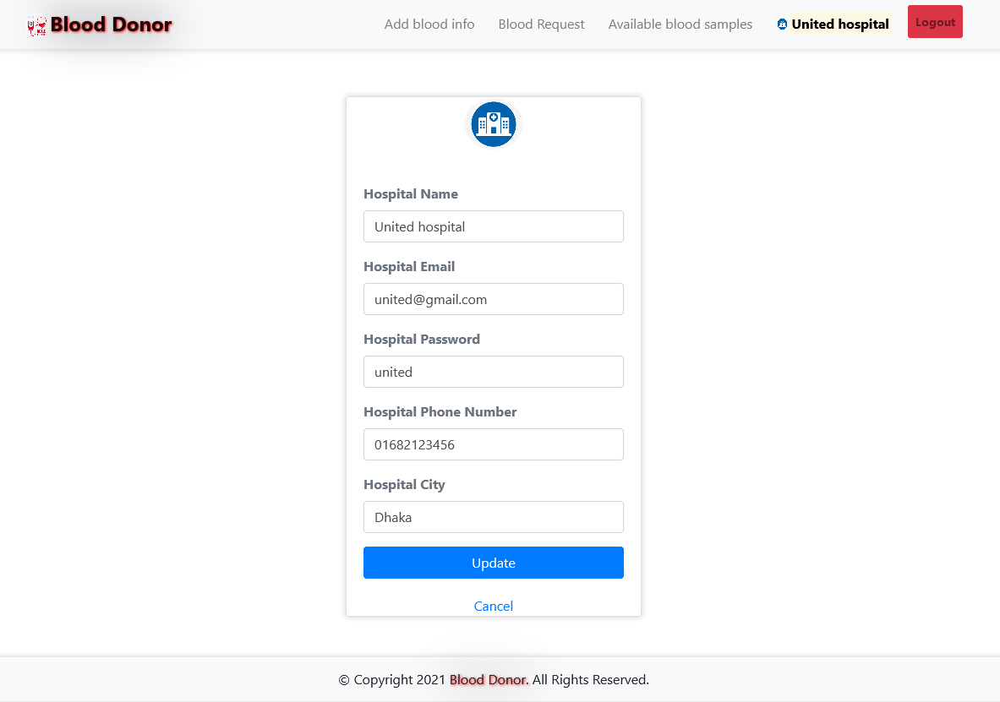 Blood Donor Add blood info Blood Request Available blood samples United hospital Logout
Hospital Name
United hospital
Hospital Email
united@gmail.com
Hospital Password
united
Hospital Phone Number
01682123456
Hospital City
Dhaka
Update
Cancel
© Copyright 2021 Blood Donor. All Rights Reserved.